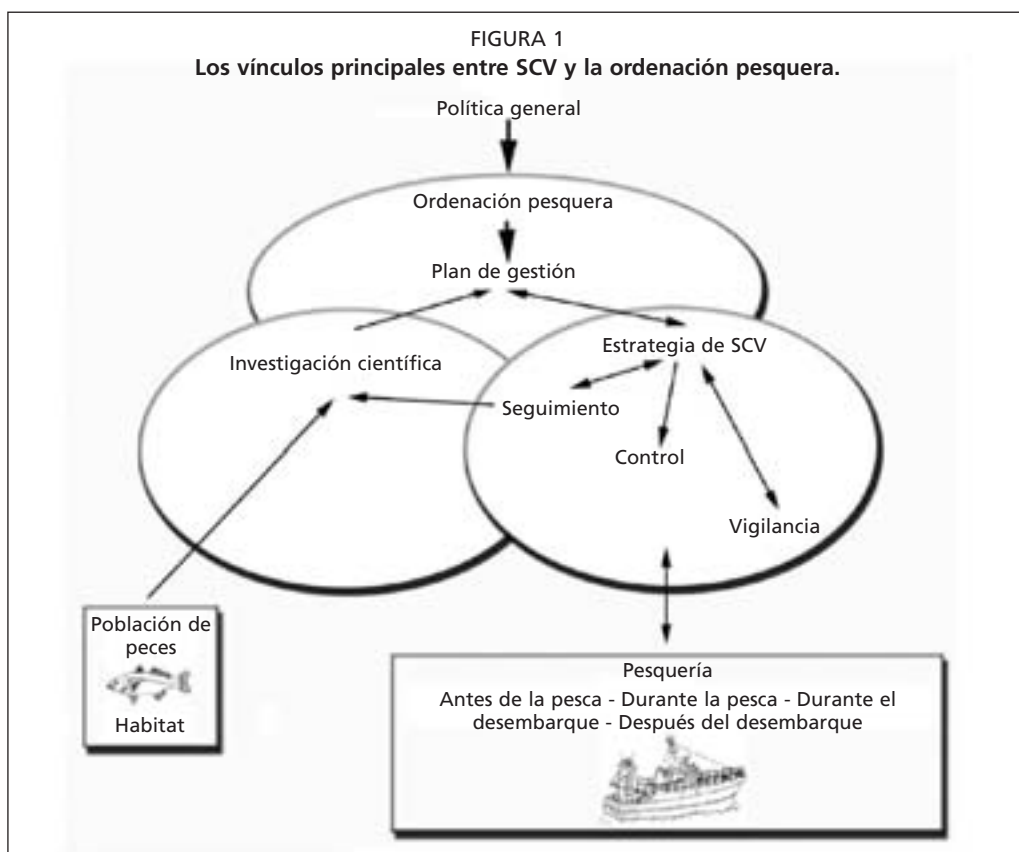 FIGURA 1
Los vínculos principales entre SCV y la ordenación pesquera.
Política general
Ordenación pesquera
Plan de gestión
Investigación científica
Estrategia de SCV
Seguimiento
Control
Vigilancia
Población de
peces
Habitat
Pesquería
Antes de la pesca - Durante la pesca - Durante el
desembarque - Después del desembarque